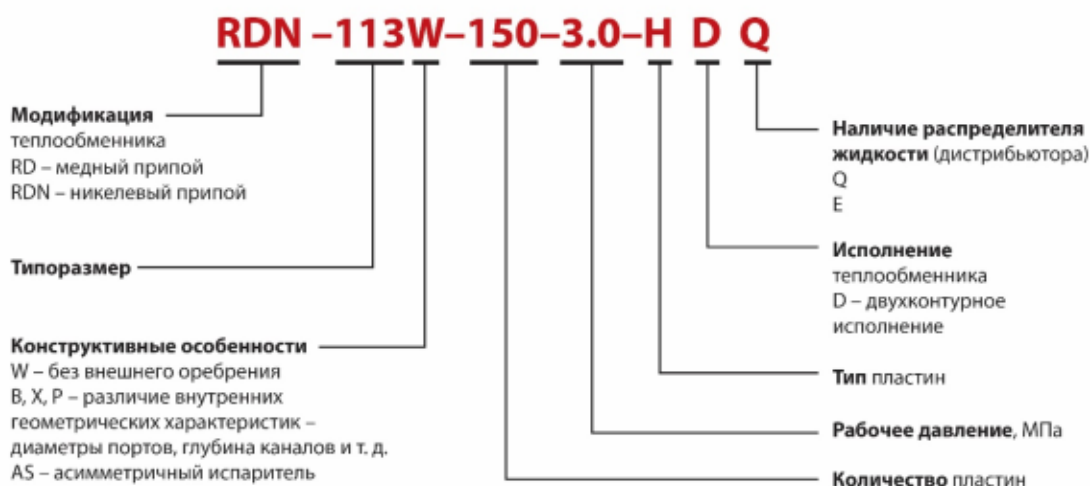 RDN –113W–150–3.0–H D Q
Модификация
теплообменника
RD – медный припой
RDN – никелевый припой
Типоразмер
Конструктивные особенности
W – без внешнего оребрения
B, X, P – различие внутренних
геометрических характеристик –
диаметры портов, глубина каналов и т. д.
AS – асимметричный испаритель
Наличие распределителя
жидкости (дистрибьютора)
Q
E
Исполнение
теплообменника
D – двухконтурное
исполнение
Тип пластин
Рабочее давление, МПа
Количество пластин